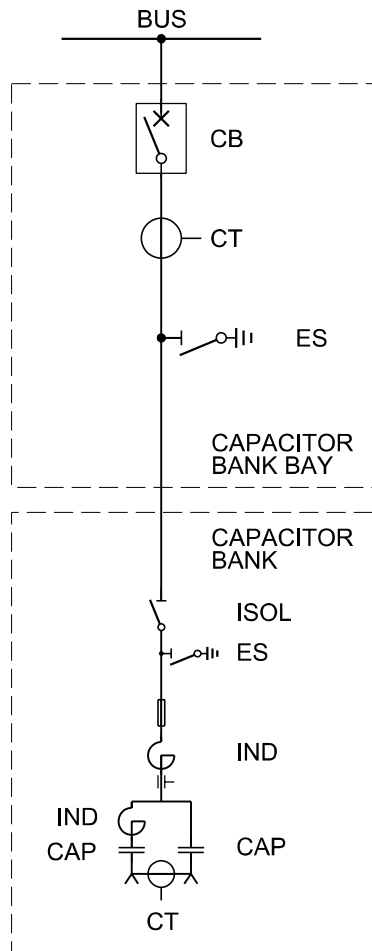 BUS
CB
CT
ES
CAPACITOR
BANK BAY
CAPACITOR
BANK
ISOL
ES
IND
IND
CAP
CAP
CT